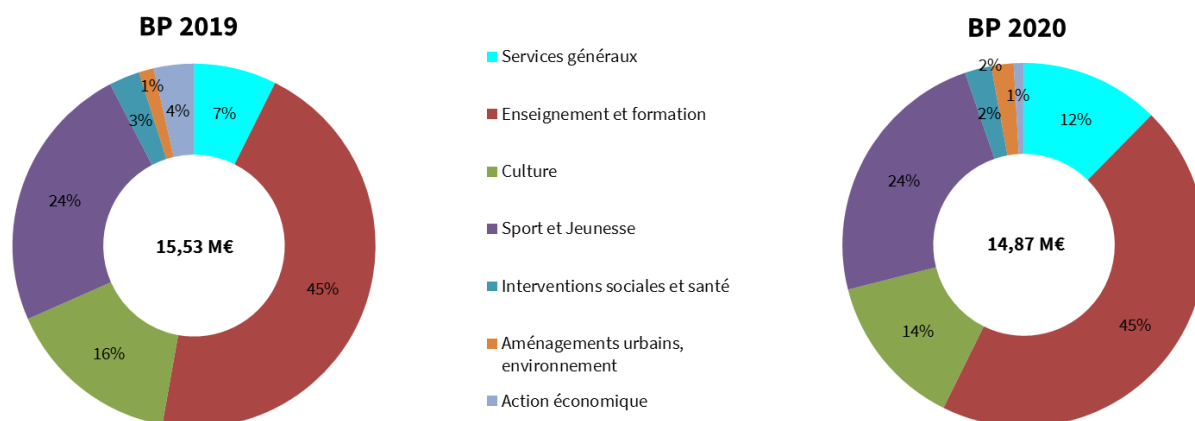 BP 2019
7%
45%
16%
24%
3%
1%
4%
15,53 M€
Services généraux
Enseignement et formation
Culture
Sport et Jeunesse
Interventions sociales et santé
Aménagements urbains,
environnement
Action économique
BP 2020
12%
45%
14%
24%
2%
2%
1%
14,87 M€